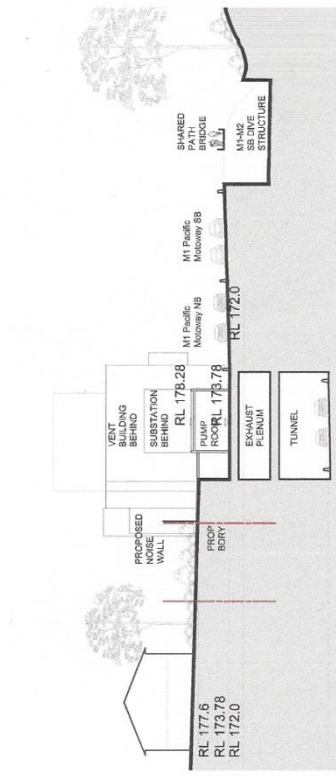 SHARED
PATH
BRIDGE
M1-M2
SB DIVE
STRUCTURE
M1 Pacific
Motoway SB
M1 Pacific
Motoway NB
RL 172.0
VENT
BUILDING
BEHIND
SUBSTATION
BEHIND
RL 178.28
PUMP
ROOM
RL 173.78
EXHAUST
PLENUM
TUNNEL
PROPOSED
NOISE
WALL
PROP
BDRY
RL 177.6
RL 173.78
RL 172.0